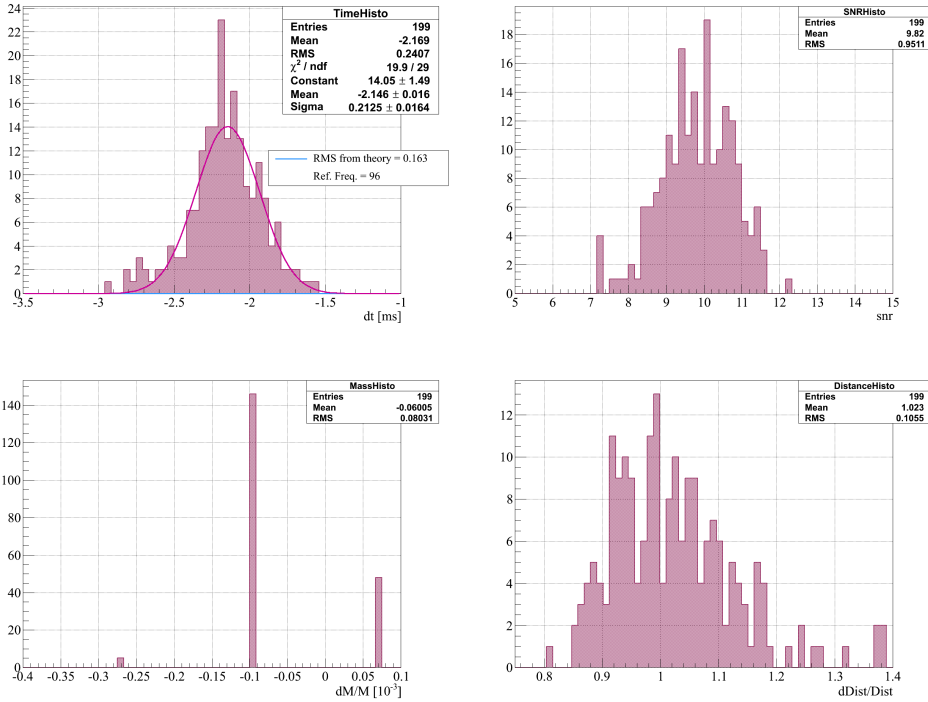 TimeHisto
Entries 199
Mean -2.169
RMS 0.2407
χ² / ndf 19.9 / 29
Constant 14.05 ± 1.49
Mean -2.146 ± 0.016
Sigma 0.2125 ± 0.0164
RMS from theory = 0.163
Ref. Freq. = 96
24
22
20
18
16
14
12
10
8
6
4
2
0
-3.5 -3 -2.5 -2 -1.5 -1
dt [ms]
SNRHisto
Entries 199
Mean 9.82
RMS 0.9511
18
16
14
12
10
8
6
4
2
0
5 6 7 8 9 10 11 12 13 14 15
snr
MassHisto
Entries 199
Mean -0.06005
RMS 0.08031
140
120
100
80
60
40
20
0
-0.4 -0.35 -0.3 -0.25 -0.2 -0.15 -0.1 -0.05 0 0.05 0.1
dM/M [10⁻³]
DistanceHisto
Entries 199
Mean 1.023
RMS 0.1055
12
10
8
6
4
2
0
0.8 0.9 1 1.1 1.2 1.3 1.4
dDist/Dist